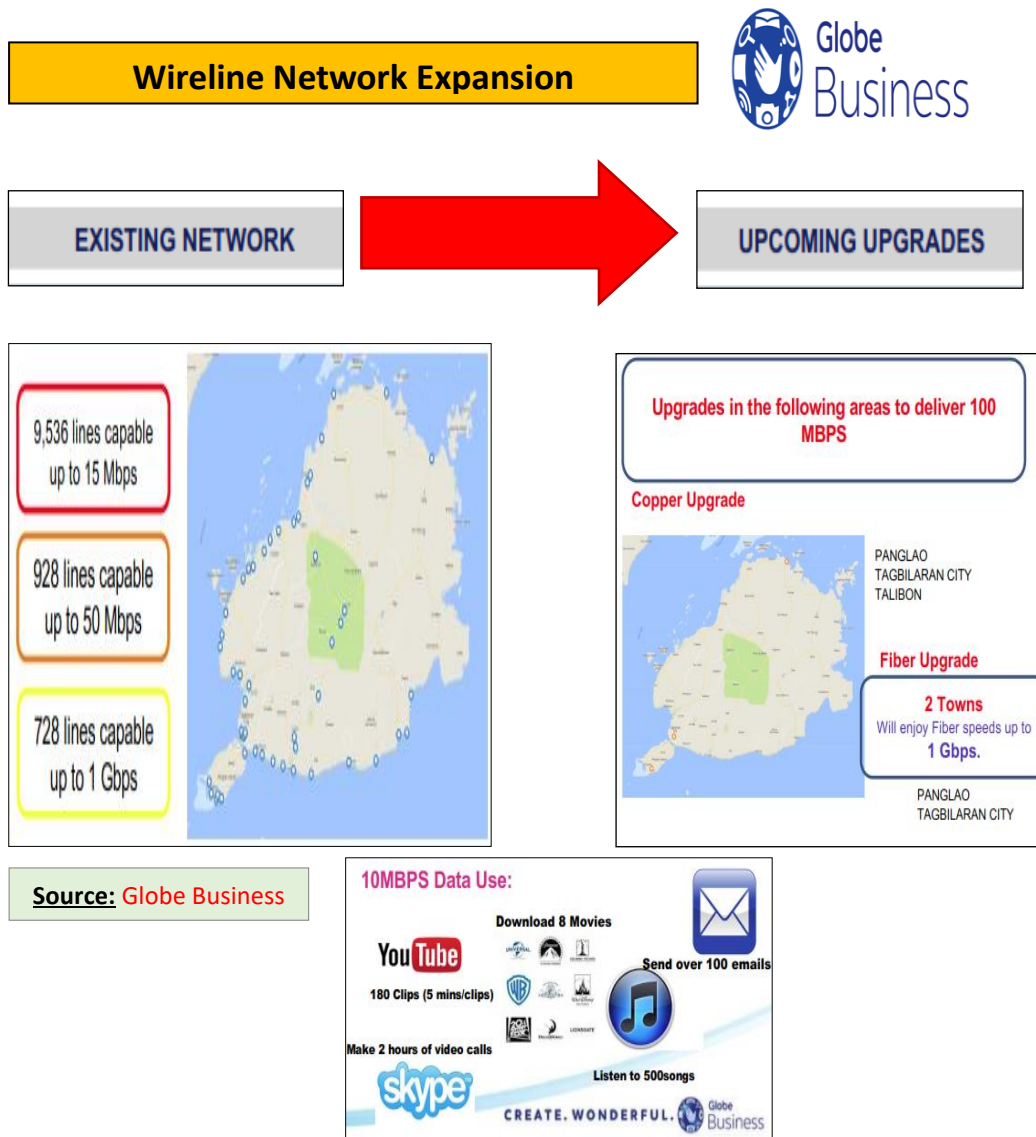 Wireline Network Expansion
Globe
Business
EXISTING NETWORK
UPCOMING UPGRADES
9,536 lines capable
up to 15 Mbps
928 lines capable
up to 50 Mbps
728 lines capable
up to 1 Gbps
Upgrades in the following areas to deliver 100
MBPS
Copper Upgrade
PANGLAO
TAGBILARAN CITY
TALIBON
Fiber Upgrade
2 Towns
Will enjoy Fiber speeds up to
1 Gbps.
PANGLAO
TAGBILARAN CITY
Source: Globe Business
10MBPS Data Use:
YouTube
180 Clips (5 mins/clips)
Download 8 Movies
UNIVERSAL
WB
LIONSGATE
Send over 100 emails
Make 2 hours of video calls
skype
Listen to 500songs
CREATE. WONDERFUL.
Globe
Business